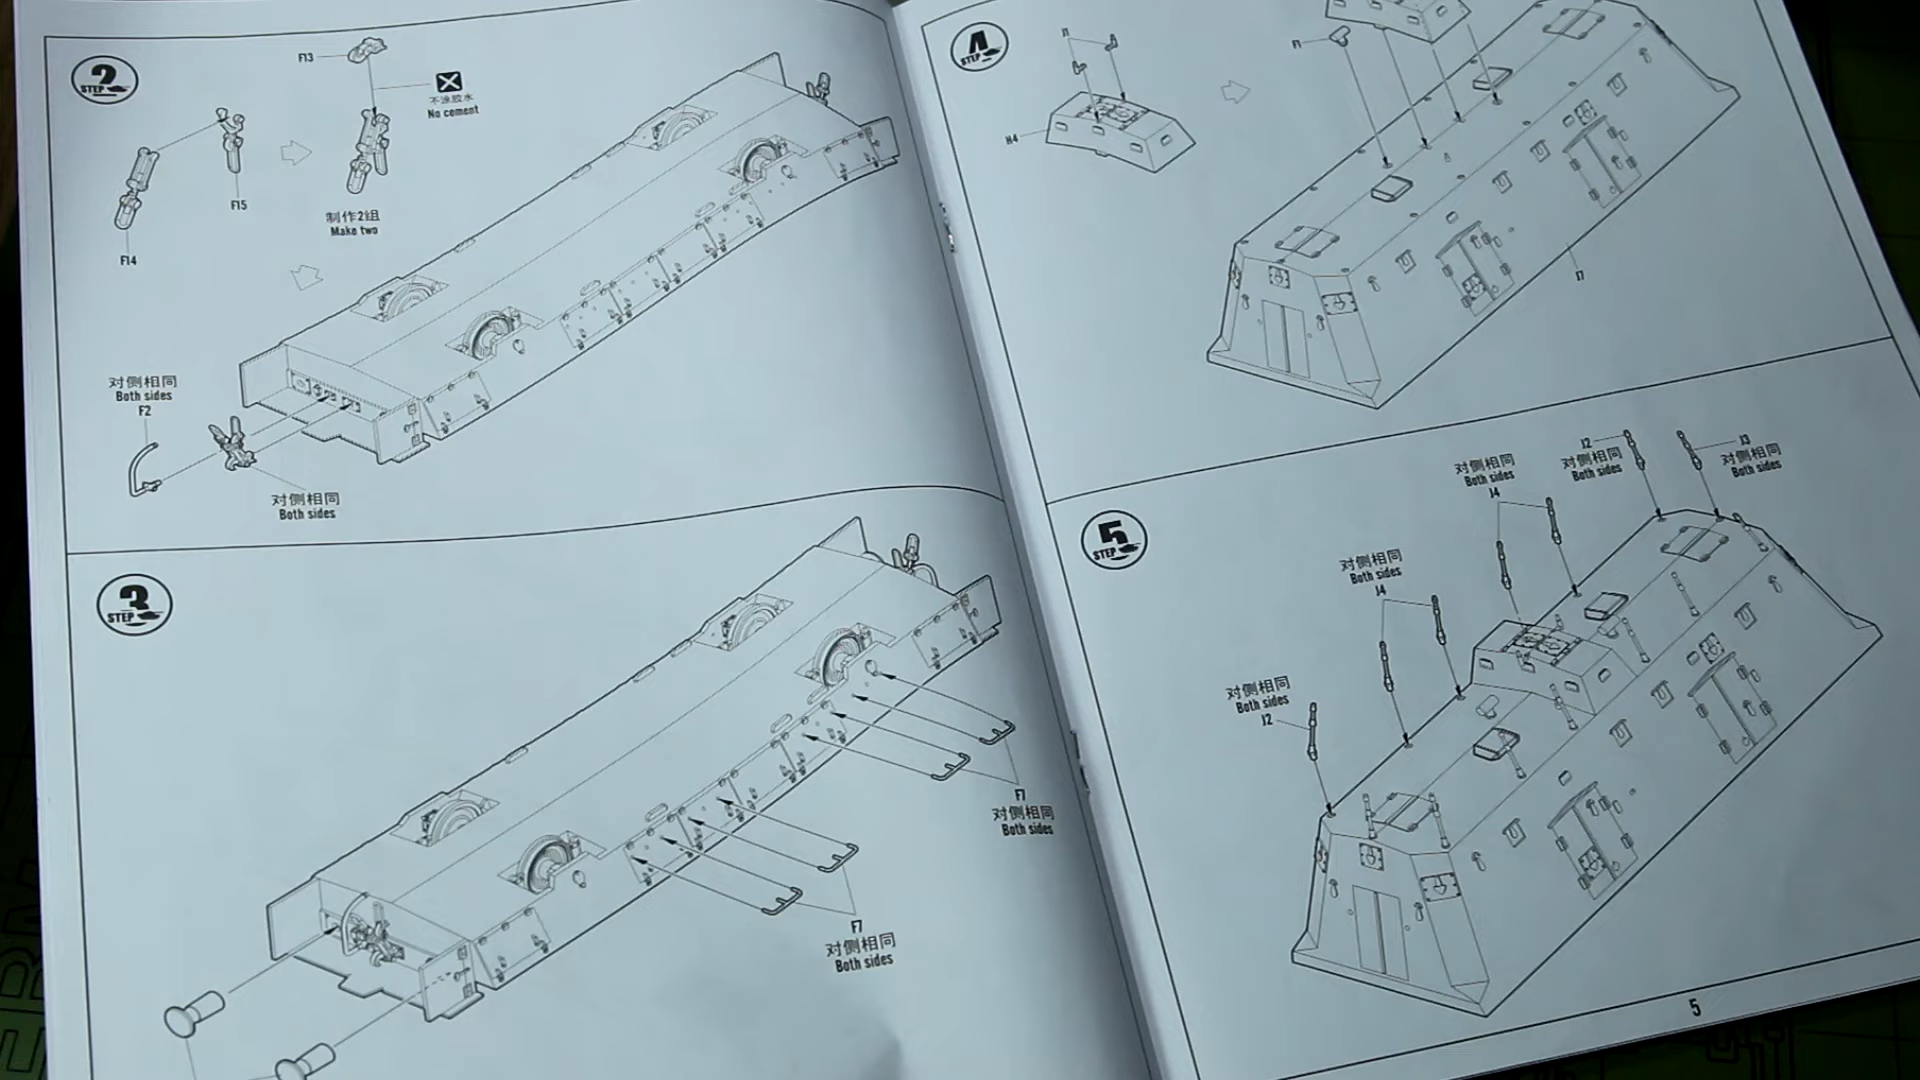 2
STEP
F13
不涂胶水
No cement
F15
F14
制作2组
Make two
对侧相同
Both sides
F2
对侧相同
Both sides
3
STEP
F7
对侧相同
Both sides
F7
对侧相同
Both sides
4
STEP
J1
H4
F1
5
STEP
对侧相同
Both sides
J4
J2
对侧相同
Both sides
J3
对侧相同
Both sides
对侧相同
Both sides
J4
对侧相同
Both sides
J2
5